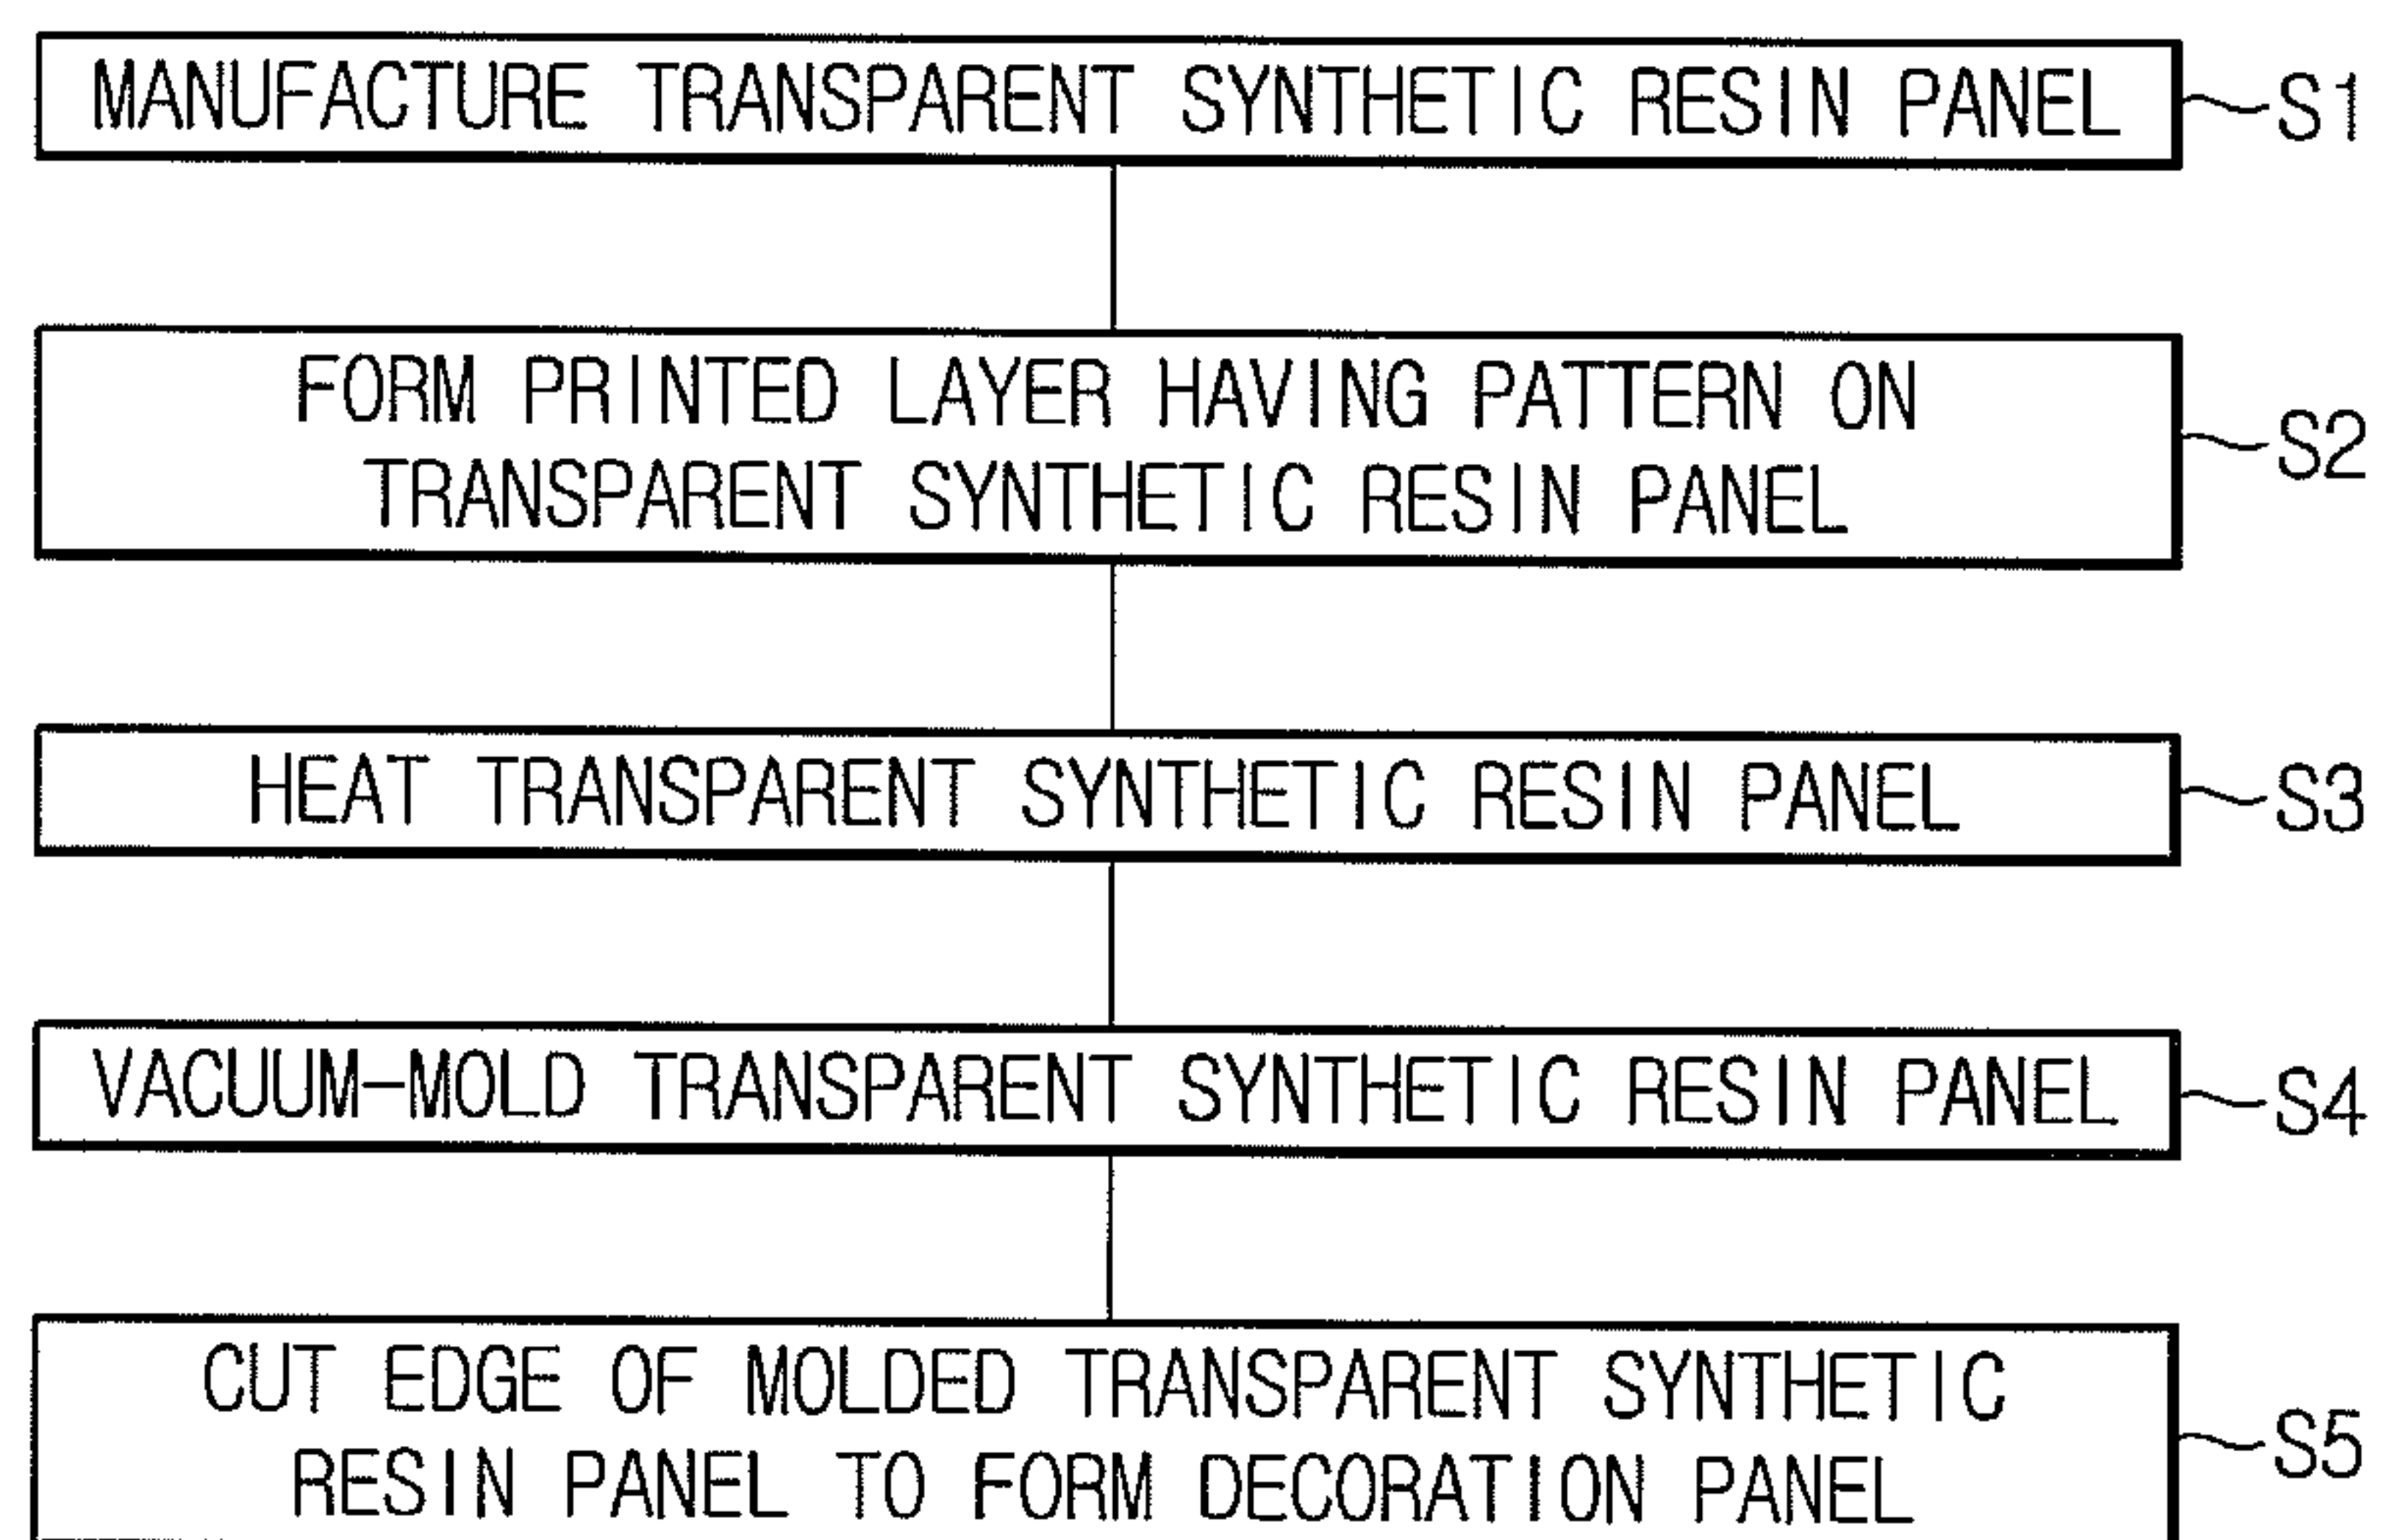 MANUFACTURE TRANSPARENT SYNTHETIC RESIN PANEL
S1
FORM PRINTED LAYER HAVING PATTERN ON
TRANSPARENT SYNTHETIC RESIN PANEL
S2
HEAT TRANSPARENT SYNTHETIC RESIN PANEL
S3
VACUUM-MOLD TRANSPARENT SYNTHETIC RESIN PANEL
S4
CUT EDGE OF MOLDED TRANSPARENT SYNTHETIC
RESIN PANEL TO FORM DECORATION PANEL
S5